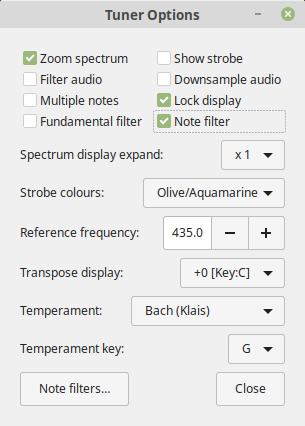 Tuner Options
Zoom spectrum Show strobe
Filter audio Downsample audio
Multiple notes Lock display
Fundamental filter Note filter
Spectrum display expand: x 1
Strobe colours: Olive/Aquamarine
Reference frequency: 435.0 − +
Transpose display: +0 [Key:C]
Temperament: Bach (Klais)
Temperament key: G
Note filters... Close